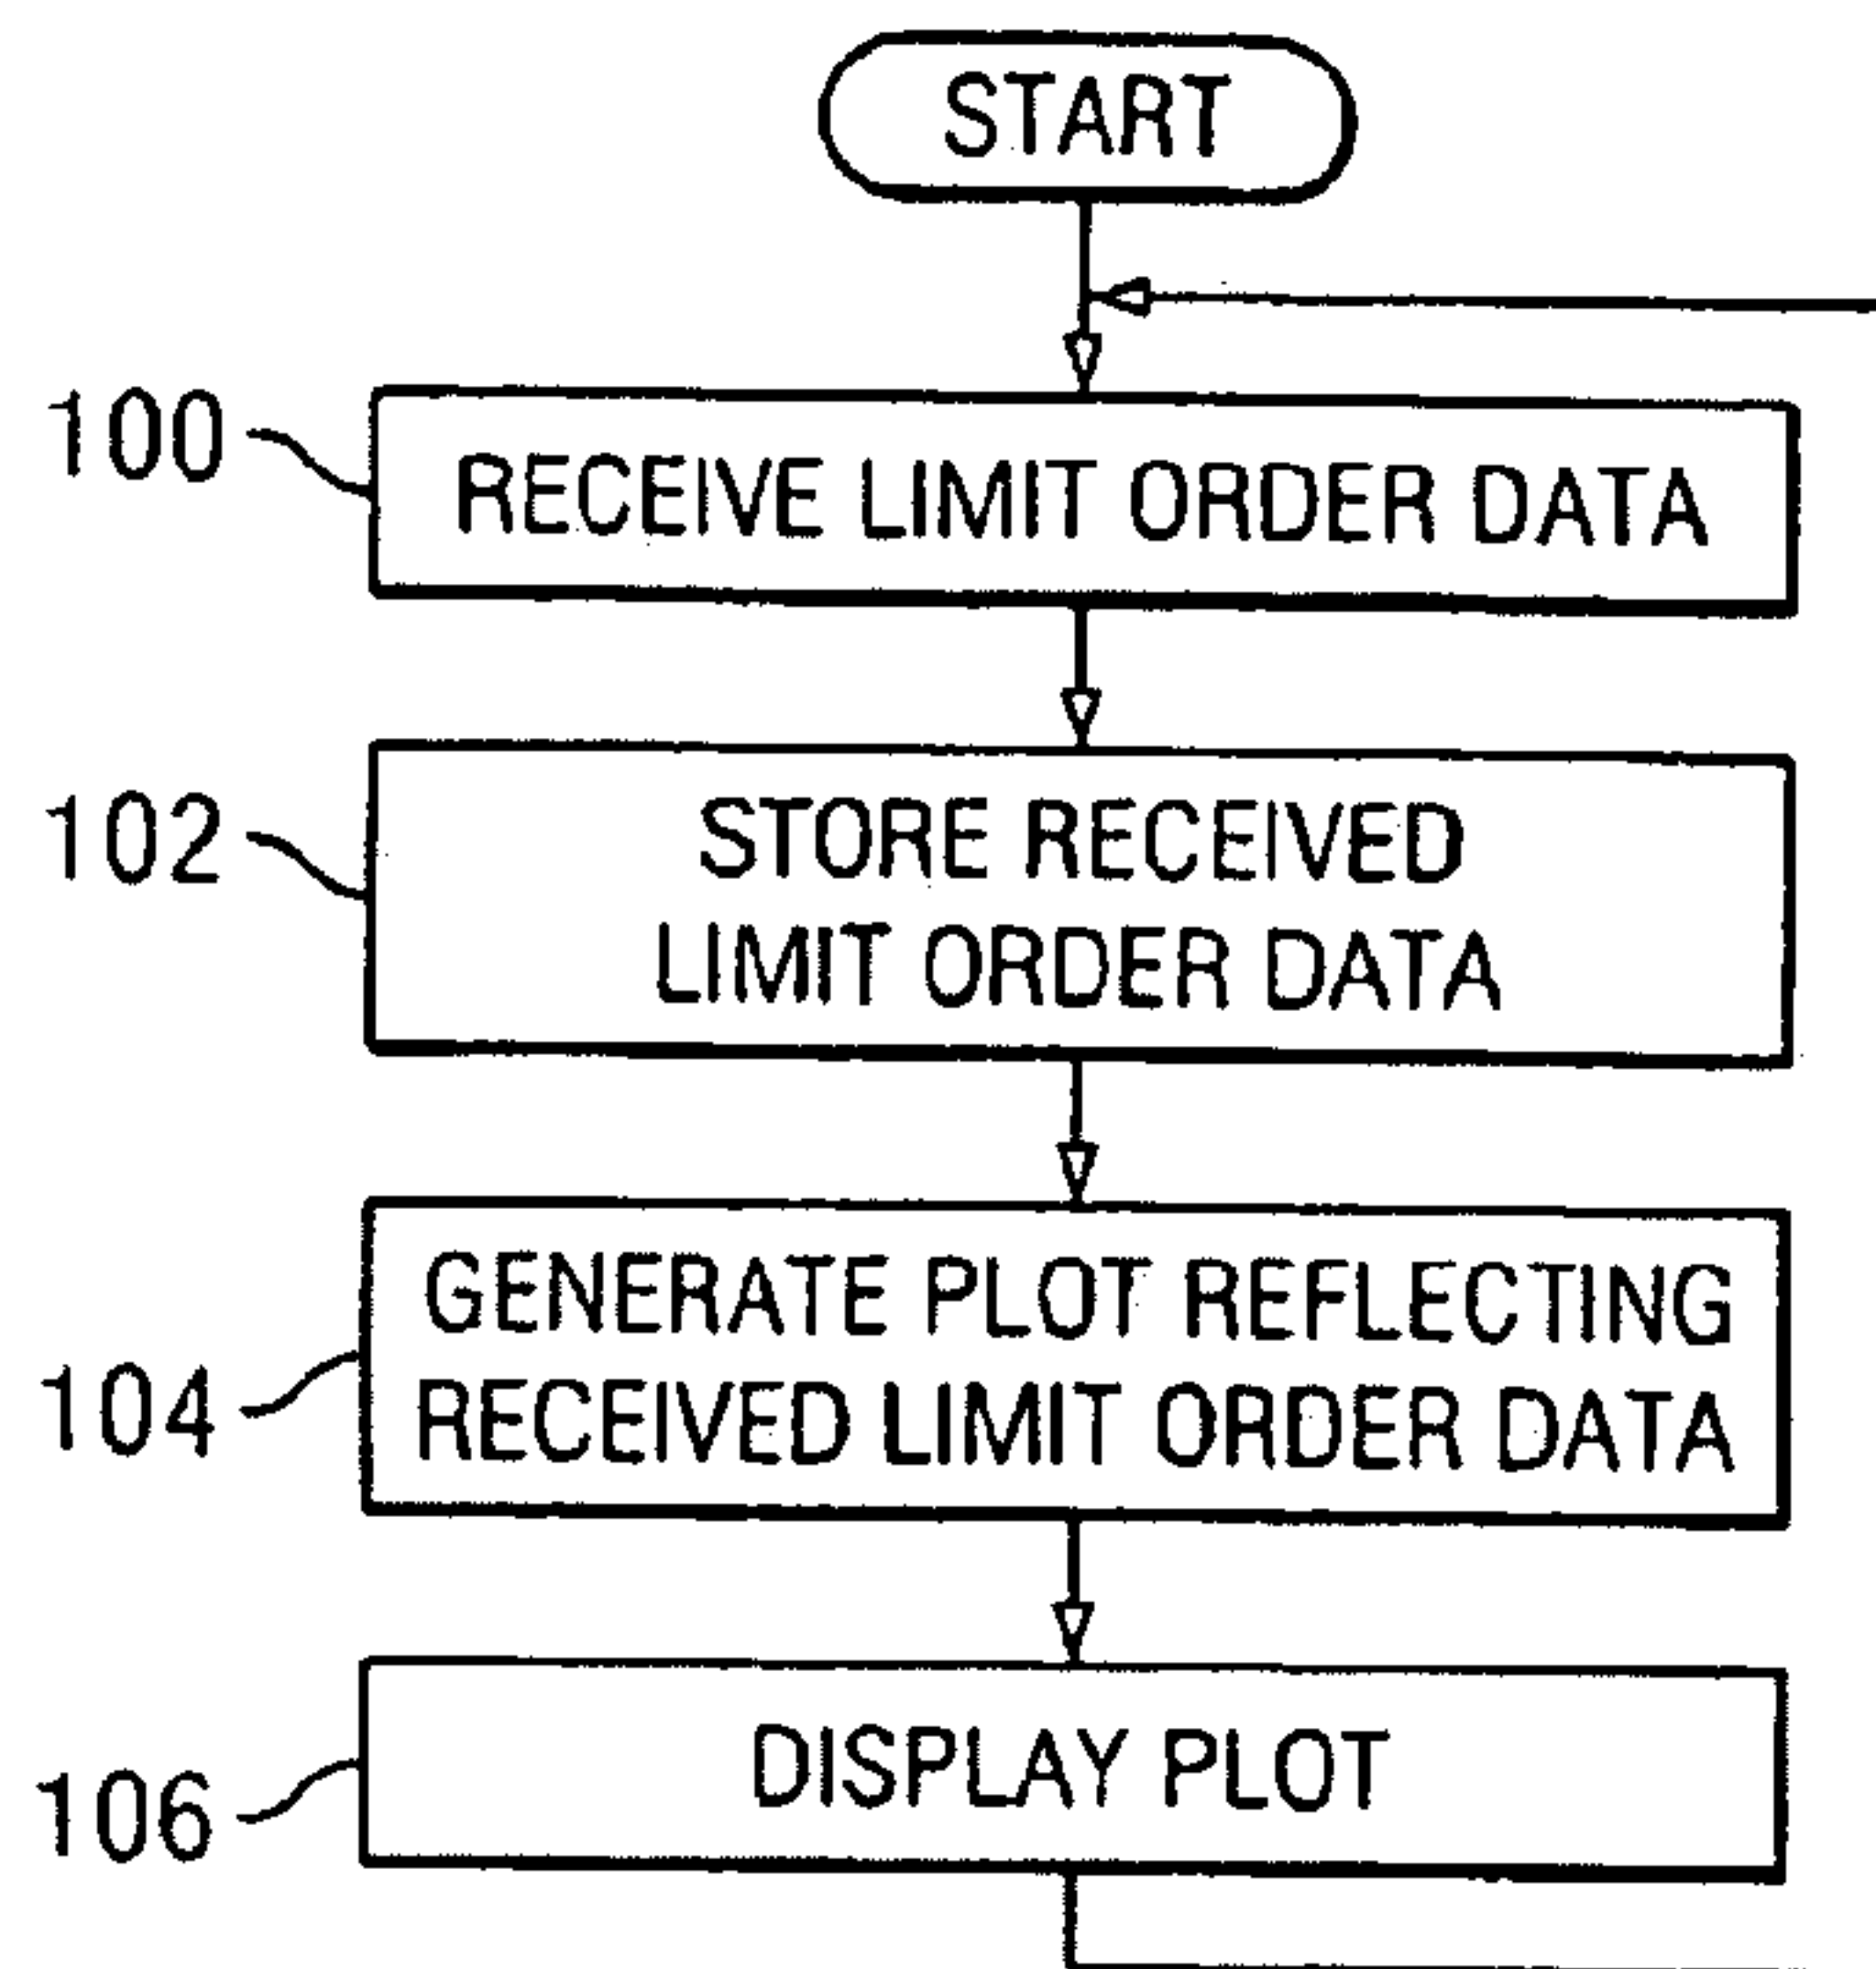 START
100
RECEIVE LIMIT ORDER DATA
102
STORE RECEIVED
LIMIT ORDER DATA
104
GENERATE PLOT REFLECTING
RECEIVED LIMIT ORDER DATA
106
DISPLAY PLOT